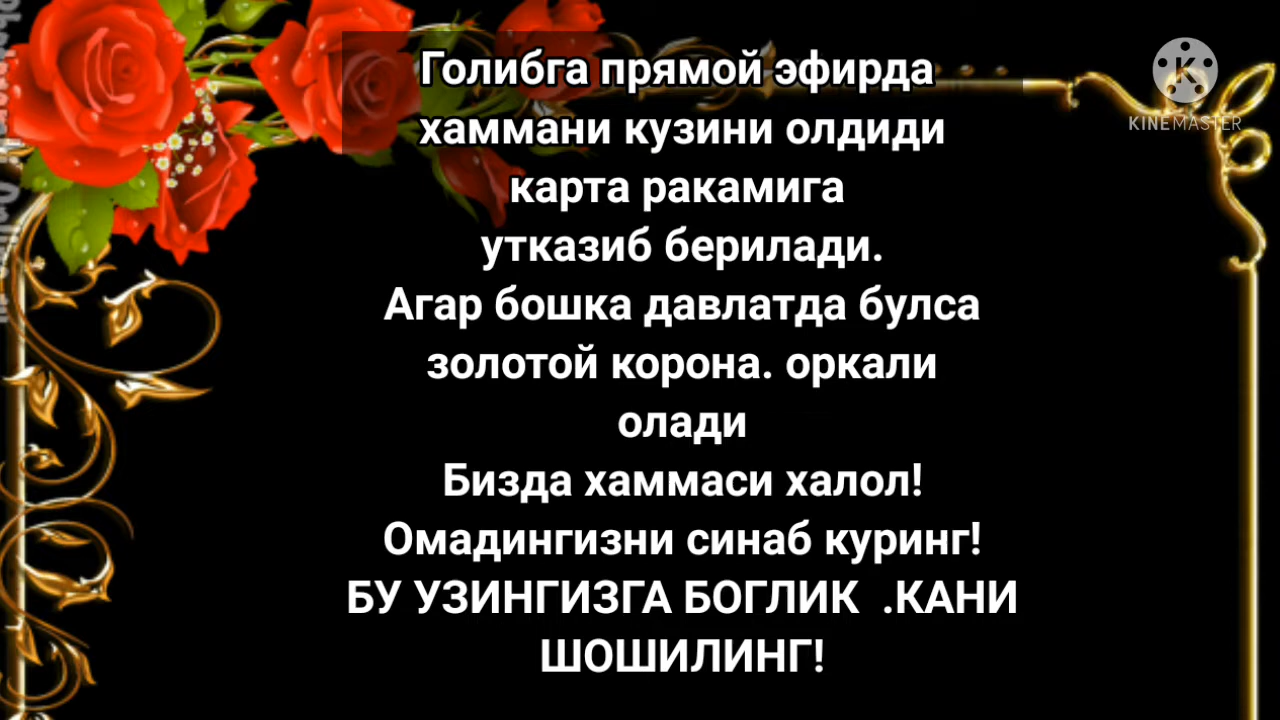 Голибга прямой эфирда
хаммани кузини олдиди
карта ракамига
утказиб берилади.
Агар бошка давлатда булса
золотой корона. оркали
олади
Бизда хаммаси халол!
Омадингизни синаб куринг!
БУ УЗИНГИЗГА БОГЛИК .КАНИ
ШОШИЛИНГ!
K
KINEMASTER